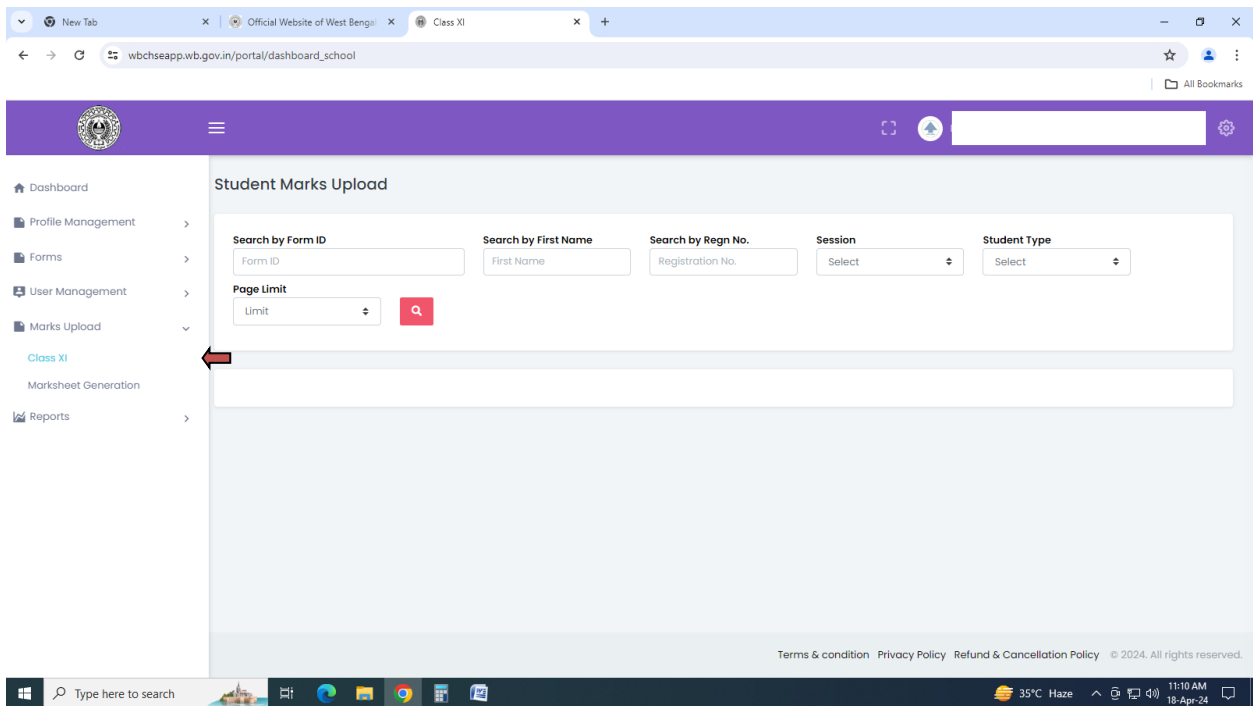 New Tab
Official Website of West Benga
Class XI
wbchseapp.wb.gov.in/portal/dashboard_school
All Bookmarks
Dashboard
Profile Management
Forms
User Management
Marks Upload
Class XI
Marksheet Generation
Reports
Student Marks Upload
Search by Form ID Search by First Name Search by Regn No. Session Student Type
Form ID First Name Registration No. Select Select
Page Limit
Limit
Terms & condition Privacy Policy Refund & Cancellation Policy © 2024. All rights reserved.
Type here to search
35°C Haze
11:10 AM
18-Apr-24